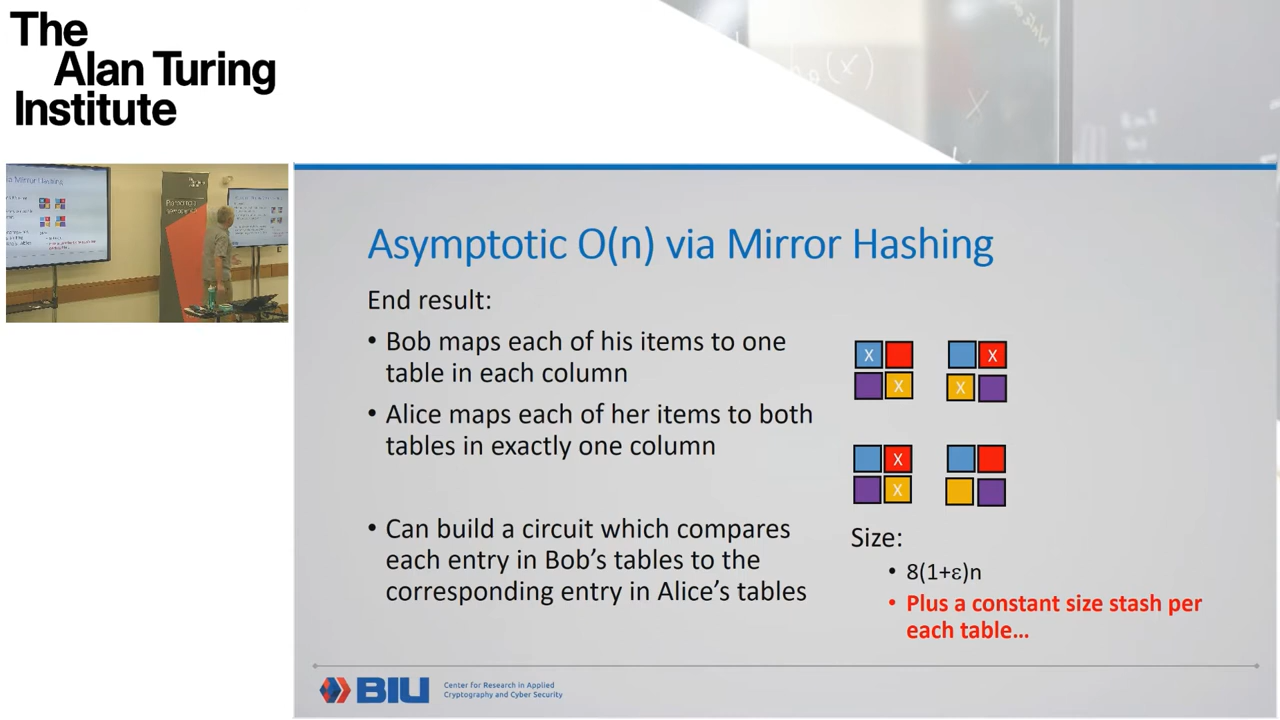 The
Alan Turing
Institute
Asymptotic O(n) via Mirror Hashing
End result:
• Bob maps each of his items to one
table in each column
• Alice maps each of her items to both
tables in exactly one column
• Can build a circuit which compares
each entry in Bob's tables to the
corresponding entry in Alice's tables
X X
X X
X
X
Size:
• 8(1+ε)n
• Plus a constant size stash per
each table...
BIU
Center for Research in Applied
Cryptography and Cyber Security